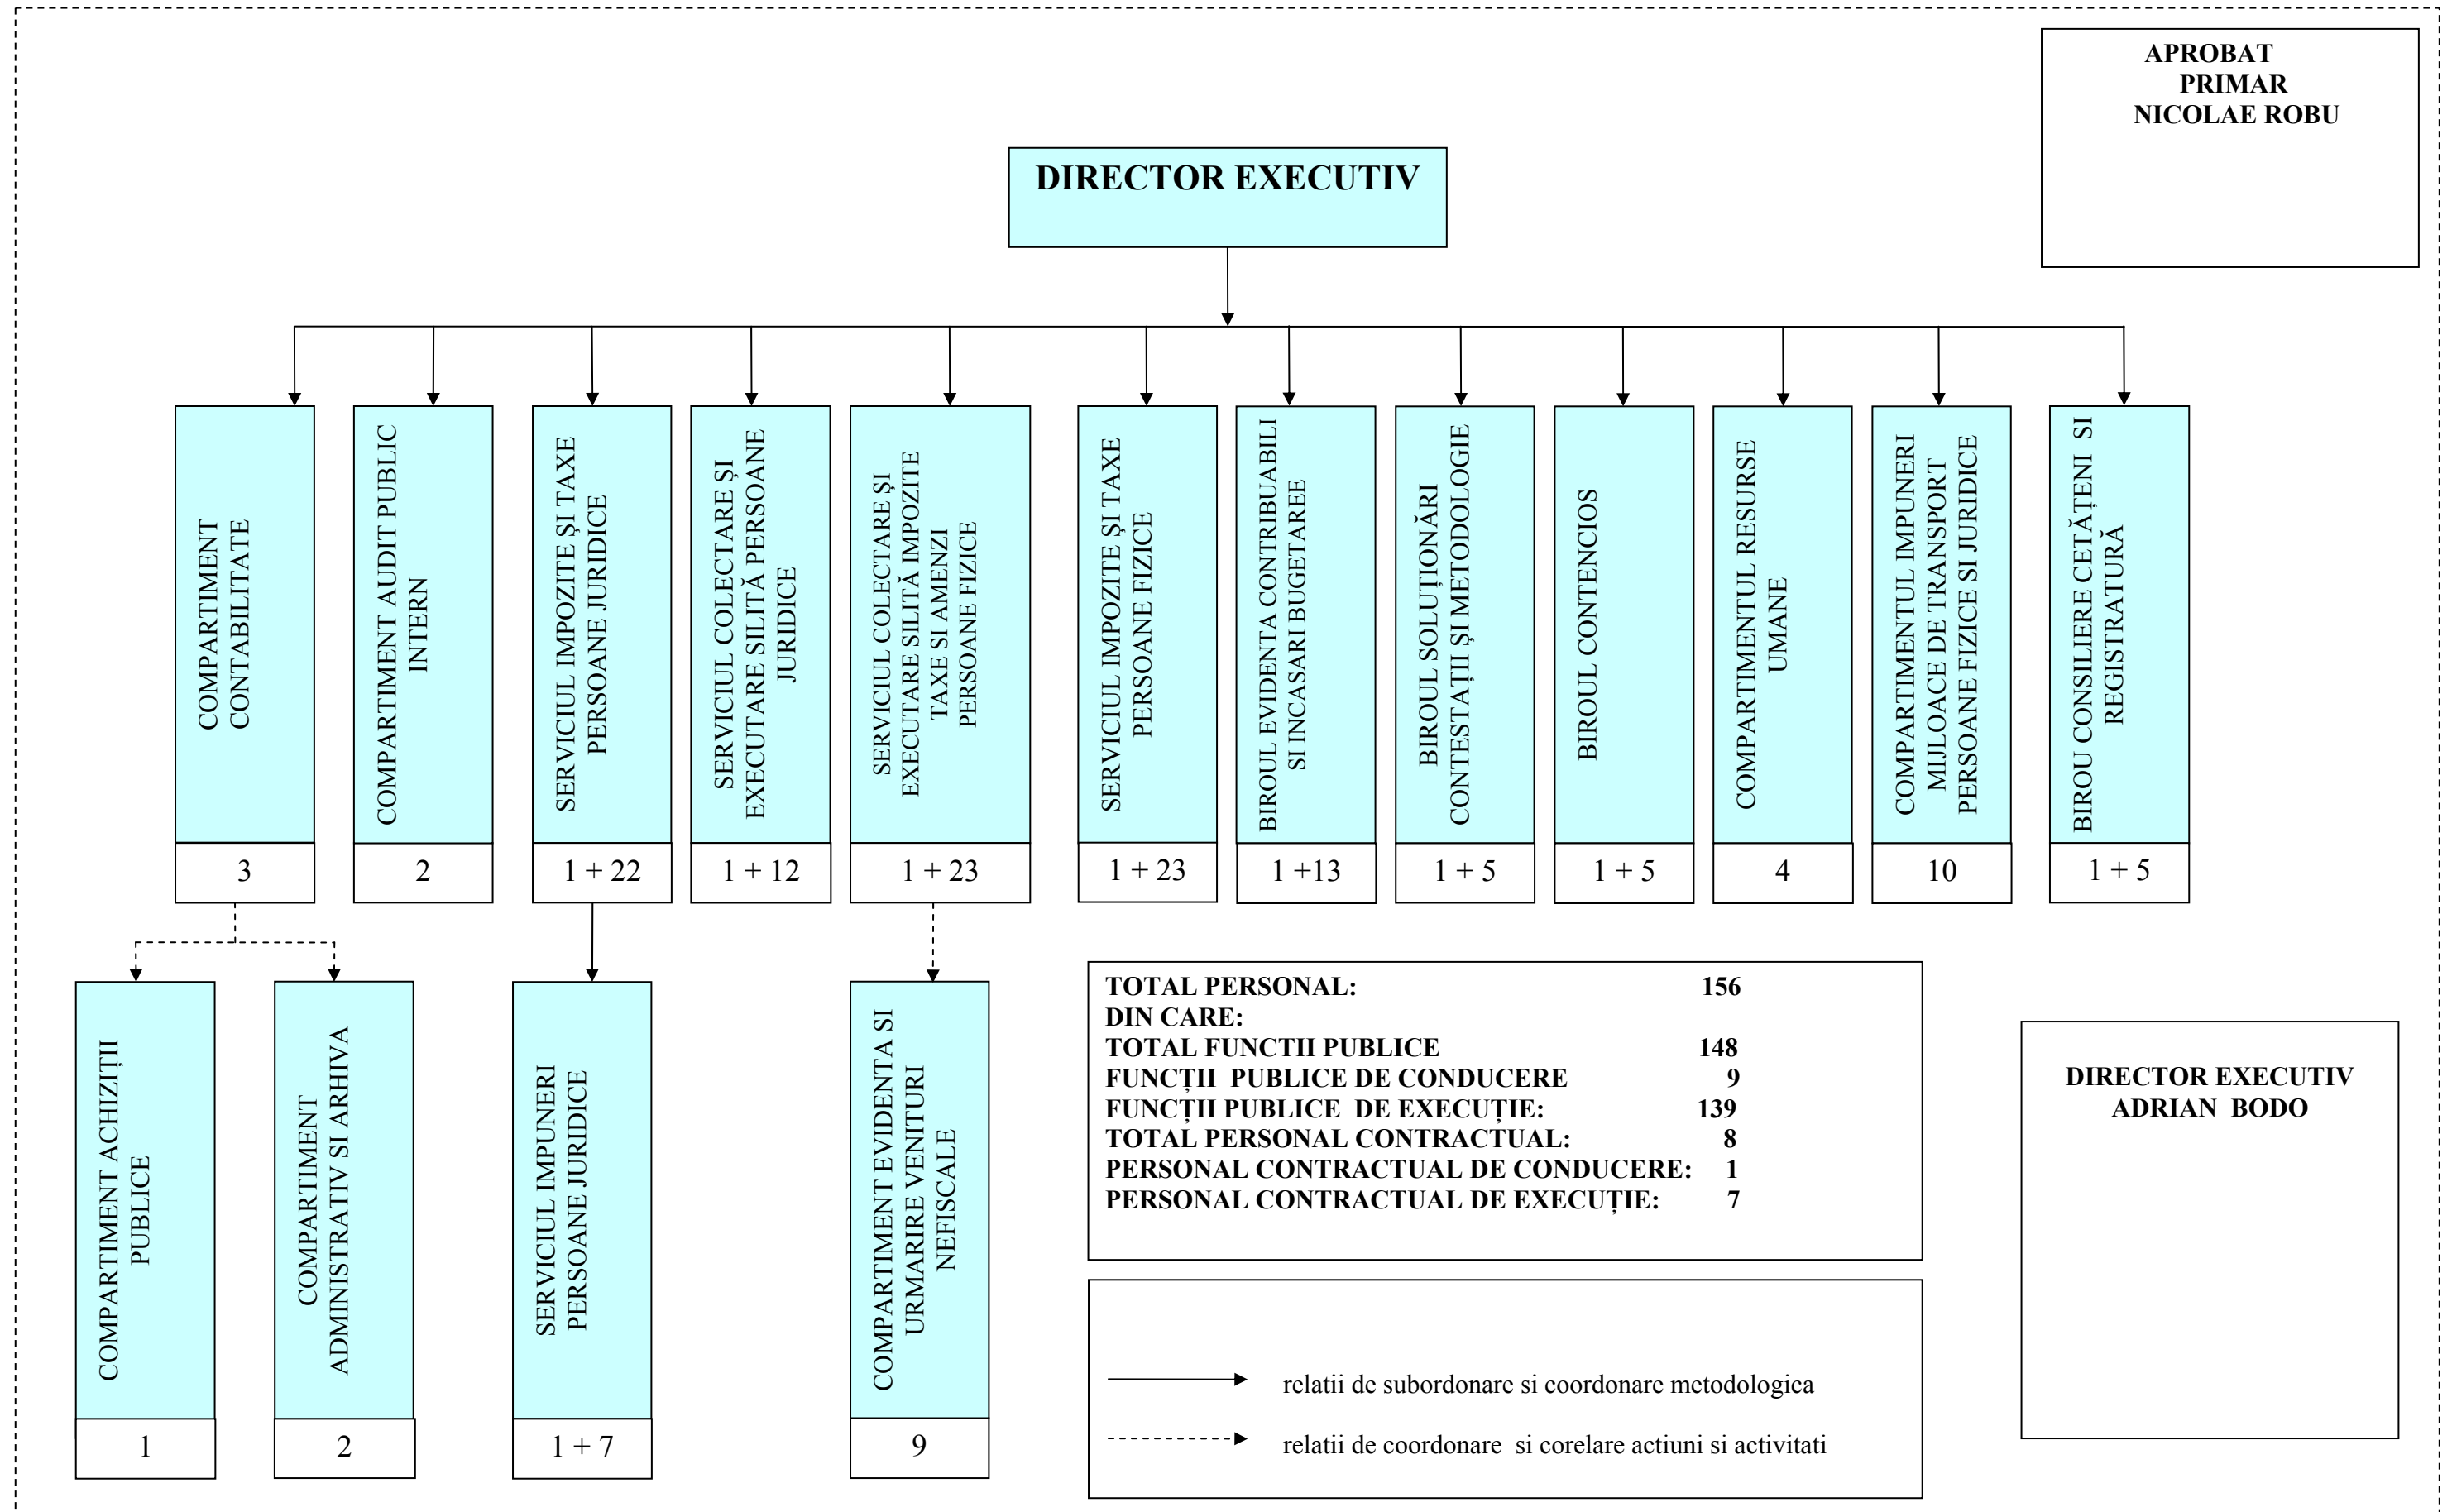 APROBAT
PRIMAR
NICOLAE ROBU
DIRECTOR EXECUTIV
COMPARTIMENT
CONTABILITATE
3
COMPARTIMENT AUDIT PUBLIC
INTERN
2
SERVICIUL IMPOZITE ȘI TAXE
PERSOANE JURIDICE
1 + 22
SERVICIUL COLECTARE ȘI
EXECUTARE SILITĂ PERSOANE
JURIDICE
1 + 12
SERVICIUL COLECTARE ȘI
EXECUTARE SILITĂ IMPOZITE
TAXE SI AMENZI
PERSOANE FIZICE
1 + 23
SERVICIUL IMPOZITE ȘI TAXE
PERSOANE FIZICE
1 + 23
BIROUL EVIDENTA CONTRIBUABILI
SI INCASARI BUGETAREE
1 +13
BIROUL SOLUȚIONĂRI
CONTESTAȚII ȘI METODOLOGIE
1 + 5
BIROUL CONTENCIOS
1 + 5
COMPARTIMENTUL RESURSE
UMANE
4
COMPARTIMENTUL IMPUNERI
MIJLOACE DE TRANSPORT
PERSOANE FIZICE SI JURIDICE
10
BIROU CONSILIERE CETĂȚENI SI
REGISTRATURĂ
1 + 5
COMPARTIMENT ACHIZIȚII
PUBLICE
1
COMPARTIMENT
ADMINISTRATIV SI ARHIVA
2
SERVICIUL IMPUNERI
PERSOANE JURIDICE
1 + 7
COMPARTIMENT EVIDENTA SI
URMARIRE VENITURI
NEFISCALE
9
TOTAL PERSONAL: 156
DIN CARE:
TOTAL FUNCTII PUBLICE 148
FUNCȚII PUBLICE DE CONDUCERE 9
FUNCȚII PUBLICE DE EXECUȚIE: 139
TOTAL PERSONAL CONTRACTUAL: 8
PERSONAL CONTRACTUAL DE CONDUCERE: 1
PERSONAL CONTRACTUAL DE EXECUȚIE: 7
relatii de subordonare si coordonare metodologica
relatii de coordonare si corelare actiuni si activitati
DIRECTOR EXECUTIV
ADRIAN BODO